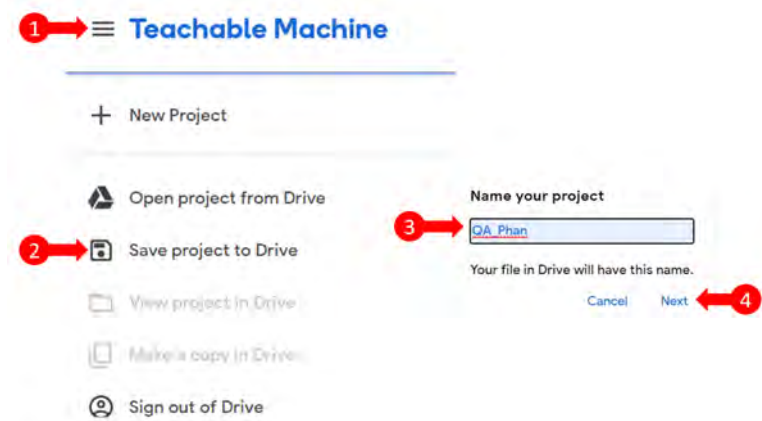 1 Teachable Machine
New Project
Open project from Drive
2 Save project to Drive
View project in Drive
Make a copy in Drive
Sign out of Drive
Name your project
3 QA_Phan
Your file in Drive will have this name.
Cancel Next 4